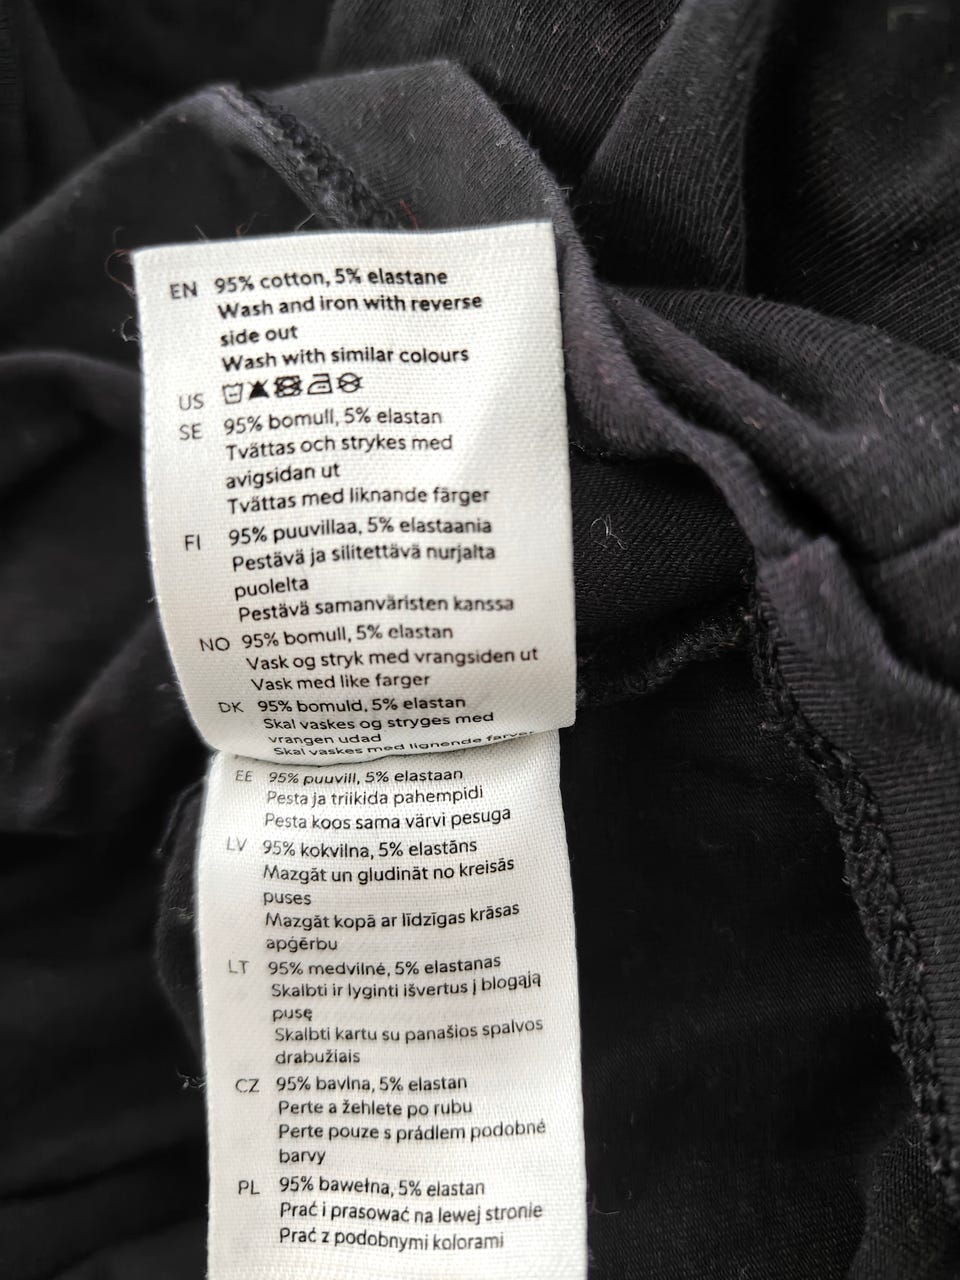 EN 95% cotton, 5% elastane
Wash and iron with reverse
side out
Wash with similar colours
US
SE 95% bomull, 5% elastan
Tvättas och strykes med
avigsidan ut
Tvättas med liknande färger
FI 95% puuvillaa, 5% elastaania
Pestävä ja silitettävä nurjalta
puolelta
Pestävä samanväristen kanssa
NO 95% bomull, 5% elastan
Vask og stryk med vrangsiden ut
Vask med like farger
DK 95% bomuld, 5% elastan
Skal vaskes og stryges med
vrangen udad
Skal vaskes med lignende farver
EE 95% puuvill, 5% elastaan
Pesta ja triikida pahempidi
Pesta koos sama värvi pesuga
LV 95% kokvilna, 5% elastāns
Mazgāt un gludināt no kreisās
puses
Mazgāt kopā ar līdzīgas krāsas
apģērbu
LT 95% medvilnė, 5% elastanas
Skalbti ir lyginti išvertus į blogąją
pusę
Skalbti kartu su panašios spalvos
drabužiais
CZ 95% bavlna, 5% elastan
Perte a žehlete po rubu
Perte pouze s prádlem podobné
barvy
PL 95% bawełna, 5% elastan
Prać i prasować na lewej stronie
Prać z podobnymi kolorami